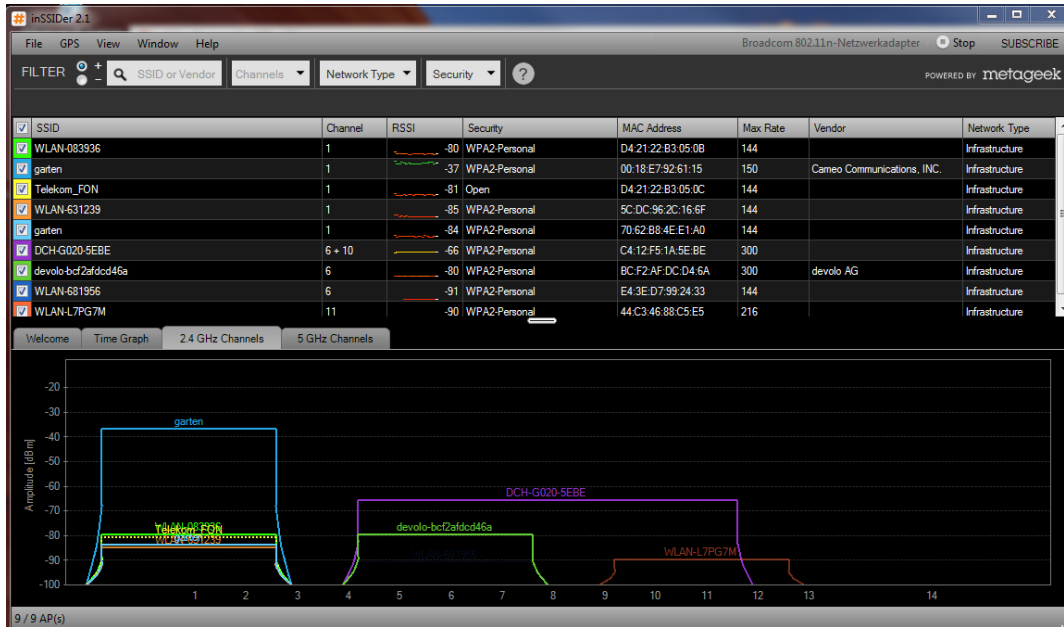 inSSIDer 2.1
File GPS View Window Help Broadcom 802.11n-Netzwerkadapter Stop SUBSCRIBE
FILTER + - SSID or Vendor Channels Network Type Security ? POWERED BY metageek
SSID Channel RSSI Security MAC Address Max Rate Vendor Network Type
WLAN-083936 1 -80 WPA2-Personal D4:21:22:B3:05:0B 144 Infrastructure
garten 1 -37 WPA2-Personal 00:18:E7:92:61:15 150 Cameo Communications, INC. Infrastructure
Telekom_FON 1 -81 Open D4:21:22:B3:05:0C 144 Infrastructure
WLAN-631239 1 -85 WPA2-Personal 5C:DC:96:2C:16:6F 144 Infrastructure
garten 1 -84 WPA2-Personal 70:62:B8:4E:E1:A0 144 Infrastructure
DCH-G020-5EBE 6 + 10 -66 WPA2-Personal C4:12:F5:1A:5E:BE 300 Infrastructure
devolo-bcf2afdcd46a 6 -80 WPA2-Personal BC:F2:AF:DC:D4:6A 300 devolo AG Infrastructure
WLAN-681956 6 -91 WPA2-Personal E4:3E:D7:99:24:33 144 Infrastructure
WLAN-L7PG7M 11 -90 WPA2-Personal 44:C3:46:88:C5:E5 216 Infrastructure
Welcome Time Graph 2.4 GHz Channels 5 GHz Channels
Amplitude [dBm]
-20
-30
garten
-40
-50
-60
DCH-G020-5EBE
-70
WLAN-083936
Telekom_FON
devolo-bcf2afdcd46a
-80
WLAN-631239
garten
WLAN-681956
WLAN-L7PG7M
-90
-100
1 2 3 4 5 6 7 8 9 10 11 12 13 14
9 / 9 AP(s)